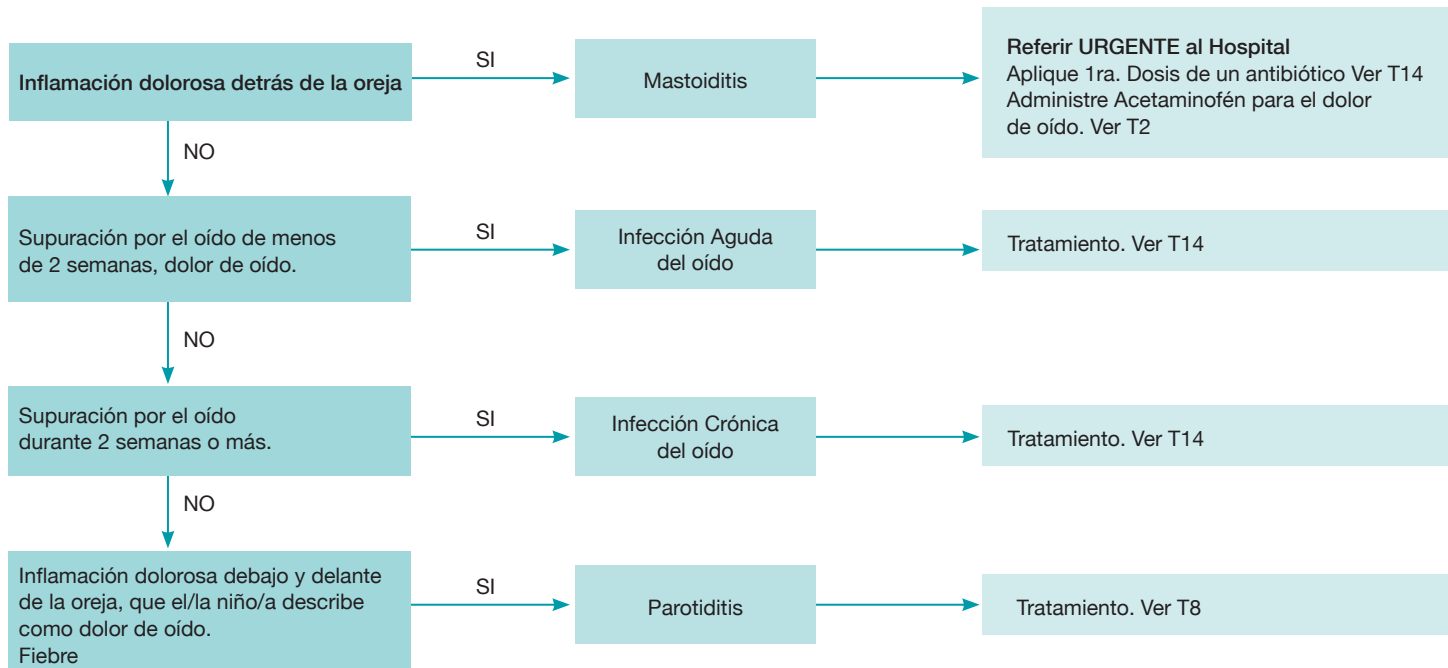 Inflamación dolorosa detrás de la oreja
SI
Mastoiditis
Referir URGENTE al Hospital
Aplique 1ra. Dosis de un antibiótico Ver T14
Administre Acetaminofén para el dolor
de oído. Ver T2
NO
Supuración por el oído de menos
de 2 semanas, dolor de oído.
SI
Infección Aguda
del oído
Tratamiento. Ver T14
NO
Supuración por el oído
durante 2 semanas o más.
SI
Infección Crónica
del oído
Tratamiento. Ver T14
NO
Inflamación dolorosa debajo y delante
de la oreja, que el/la niño/a describe
como dolor de oído.
Fiebre
SI
Parotiditis
Tratamiento. Ver T8